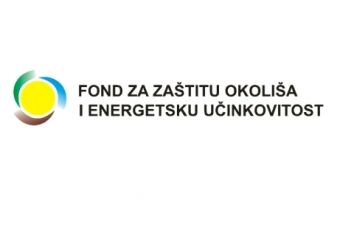 FOND ZA ZAŠTITU OKOLIŠA
I ENERGETSKU UČINKOVITOST